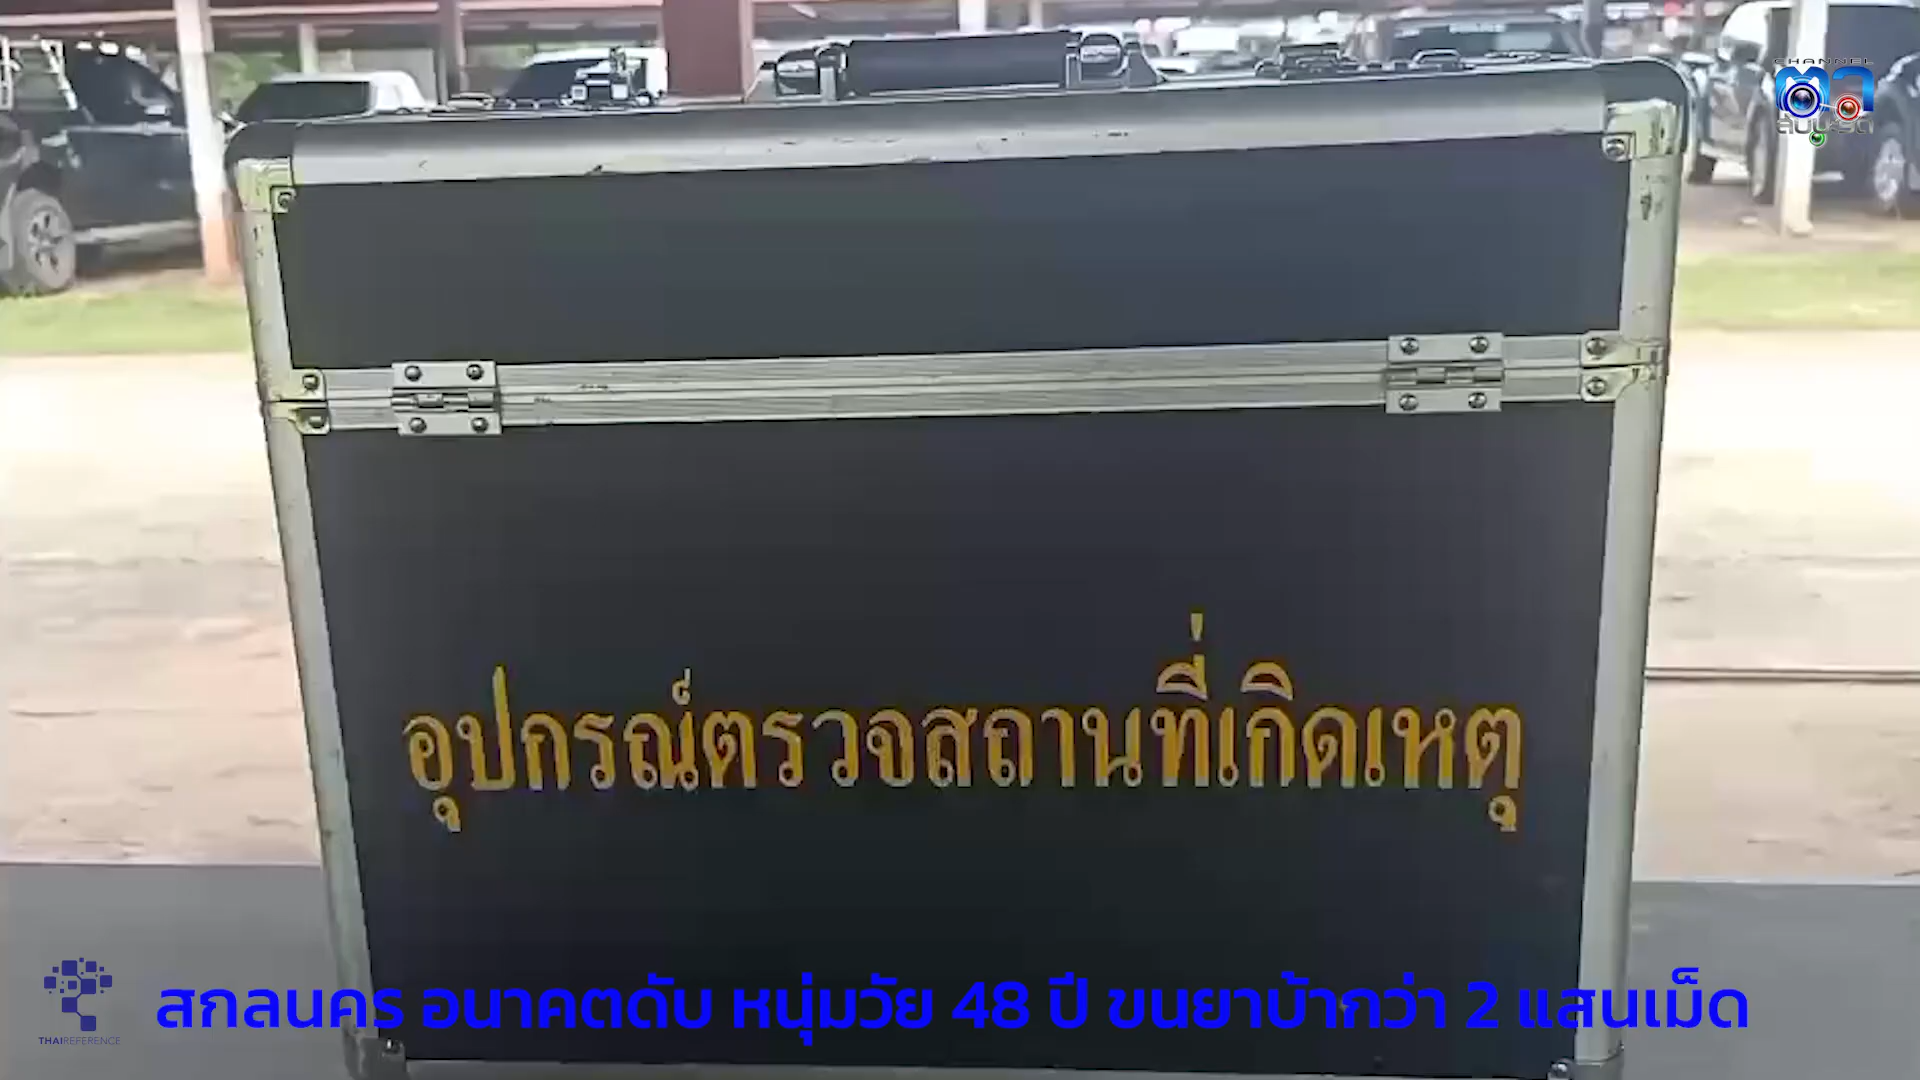 CHANNEL
อุปกรณ์ตรวจสถานที่เกิดเหตุ
สกลนคร อนาคตดับ หนุ่มวัย 48 ปี ขนยาบ้ากว่า 2 แสนเม็ด
THAIREFERENCE